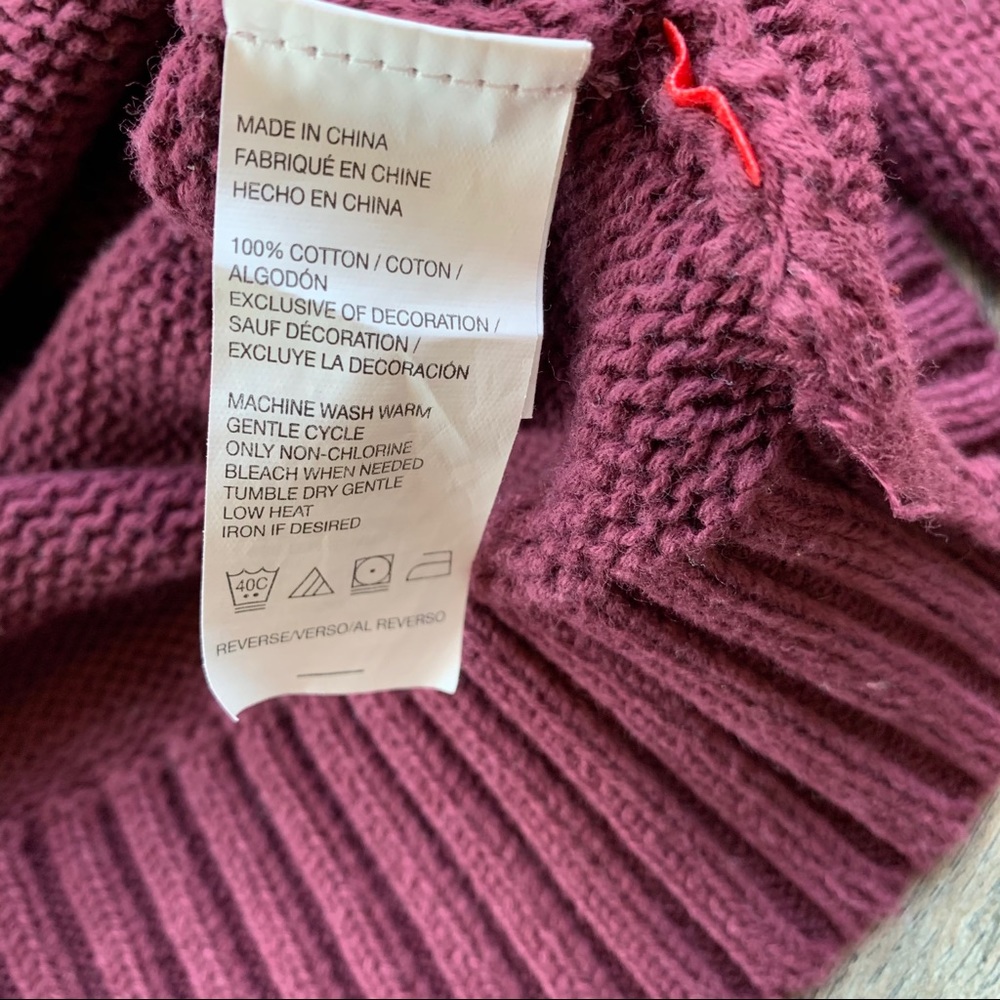 MADE IN CHINA
FABRIQUÉ EN CHINE
HECHO EN CHINA
100% COTTON / COTON /
ALGODÓN
EXCLUSIVE OF DECORATION /
SAUF DÉCORATION /
EXCLUYE LA DECORACIÓN
MACHINE WASH WARM
GENTLE CYCLE
ONLY NON-CHLORINE
BLEACH WHEN NEEDED
TUMBLE DRY GENTLE
LOW HEAT
IRON IF DESIRED
40C
REVERSE/VERSO/AL REVERSO